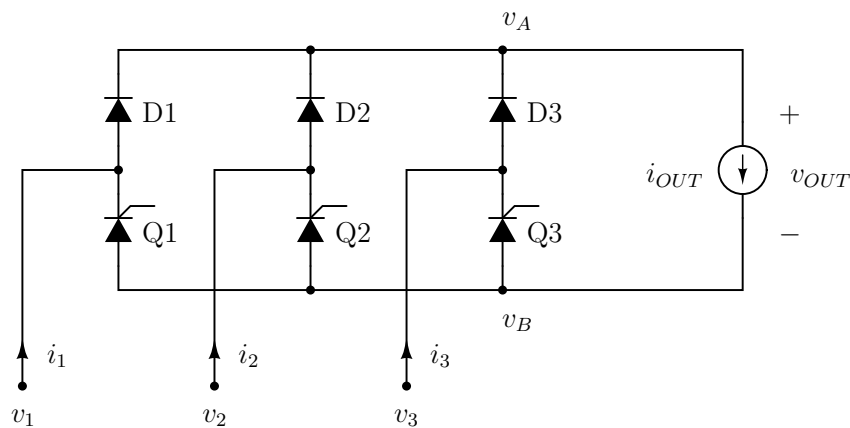 v_A
D1 D2 D3 +
i_OUT v_OUT
Q1 Q2 Q3 −
v_B
i_1 i_2 i_3
v_1 v_2 v_3